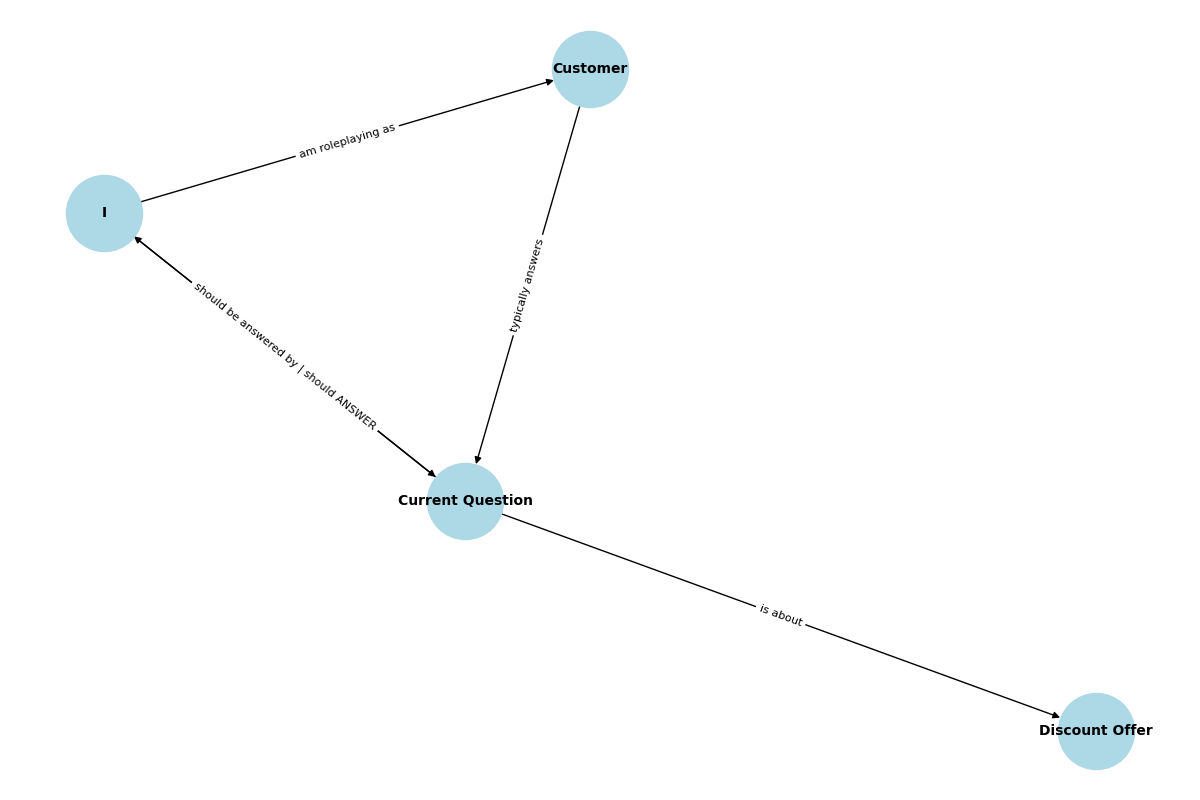 Customer
am roleplaying as
I
typically answers
should be answered by | should ANSWER
Current Question
is about
Discount Offer